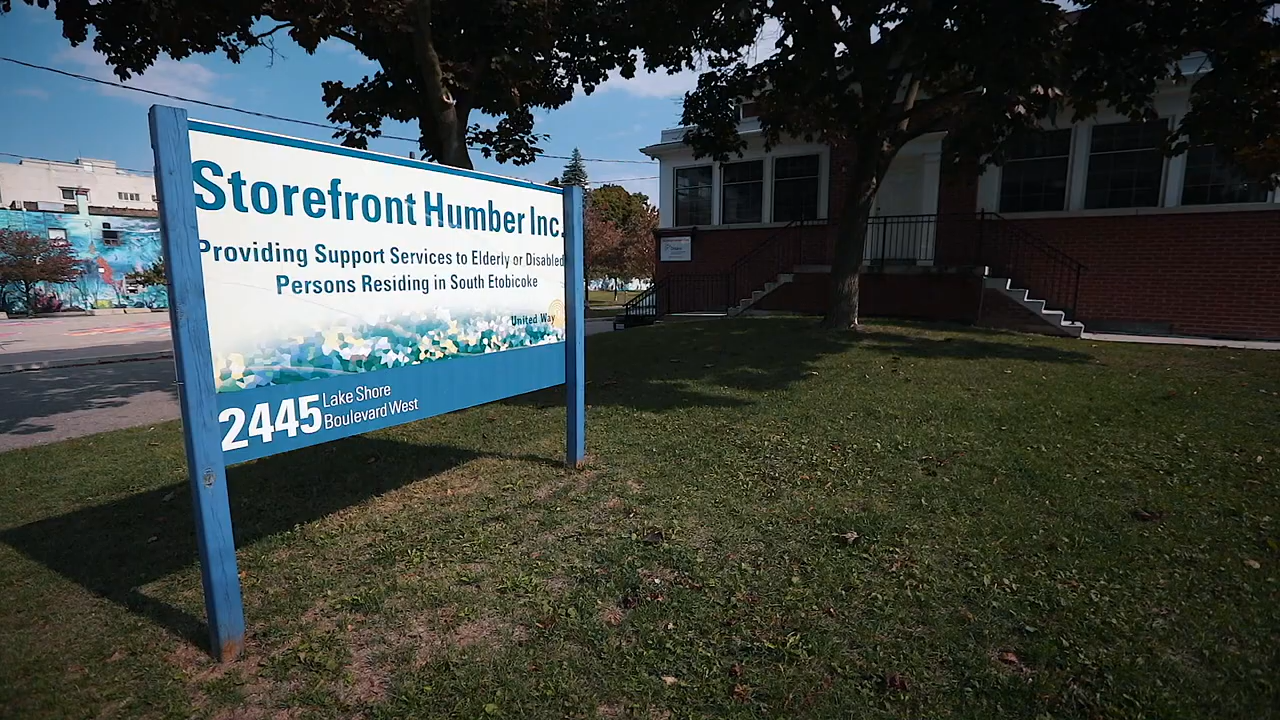 Storefront Humber Inc.
Providing Support Services to Elderly or Disabled
Persons Residing in South Etobicoke
United Way
2445 Lake Shore
Boulevard West